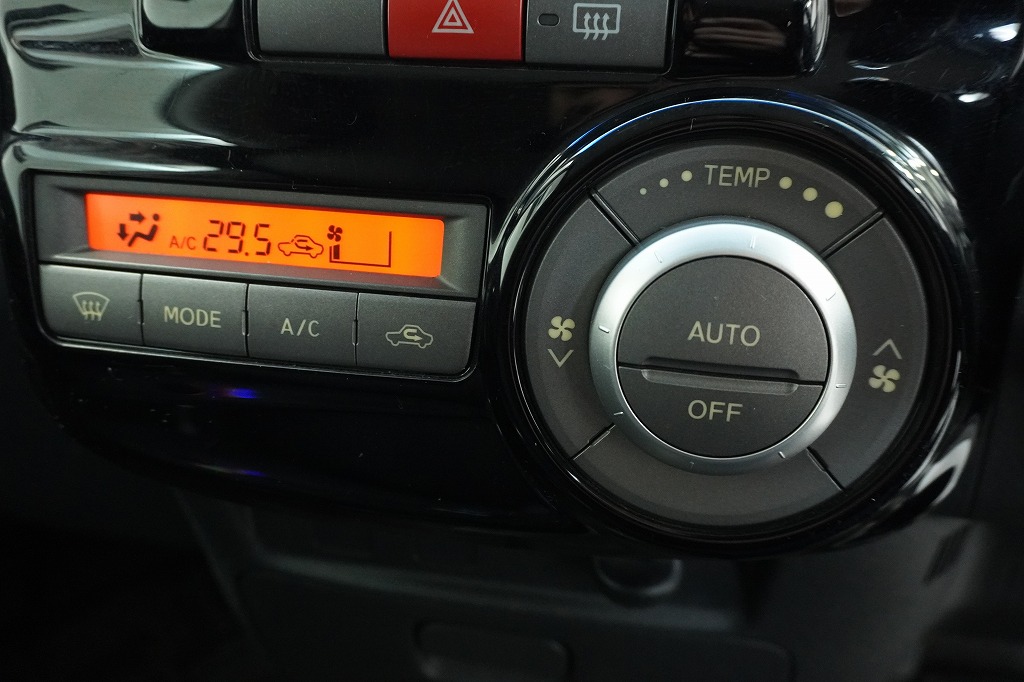 TEMP
A/C 29.5
MODE
A/C
AUTO
OFF